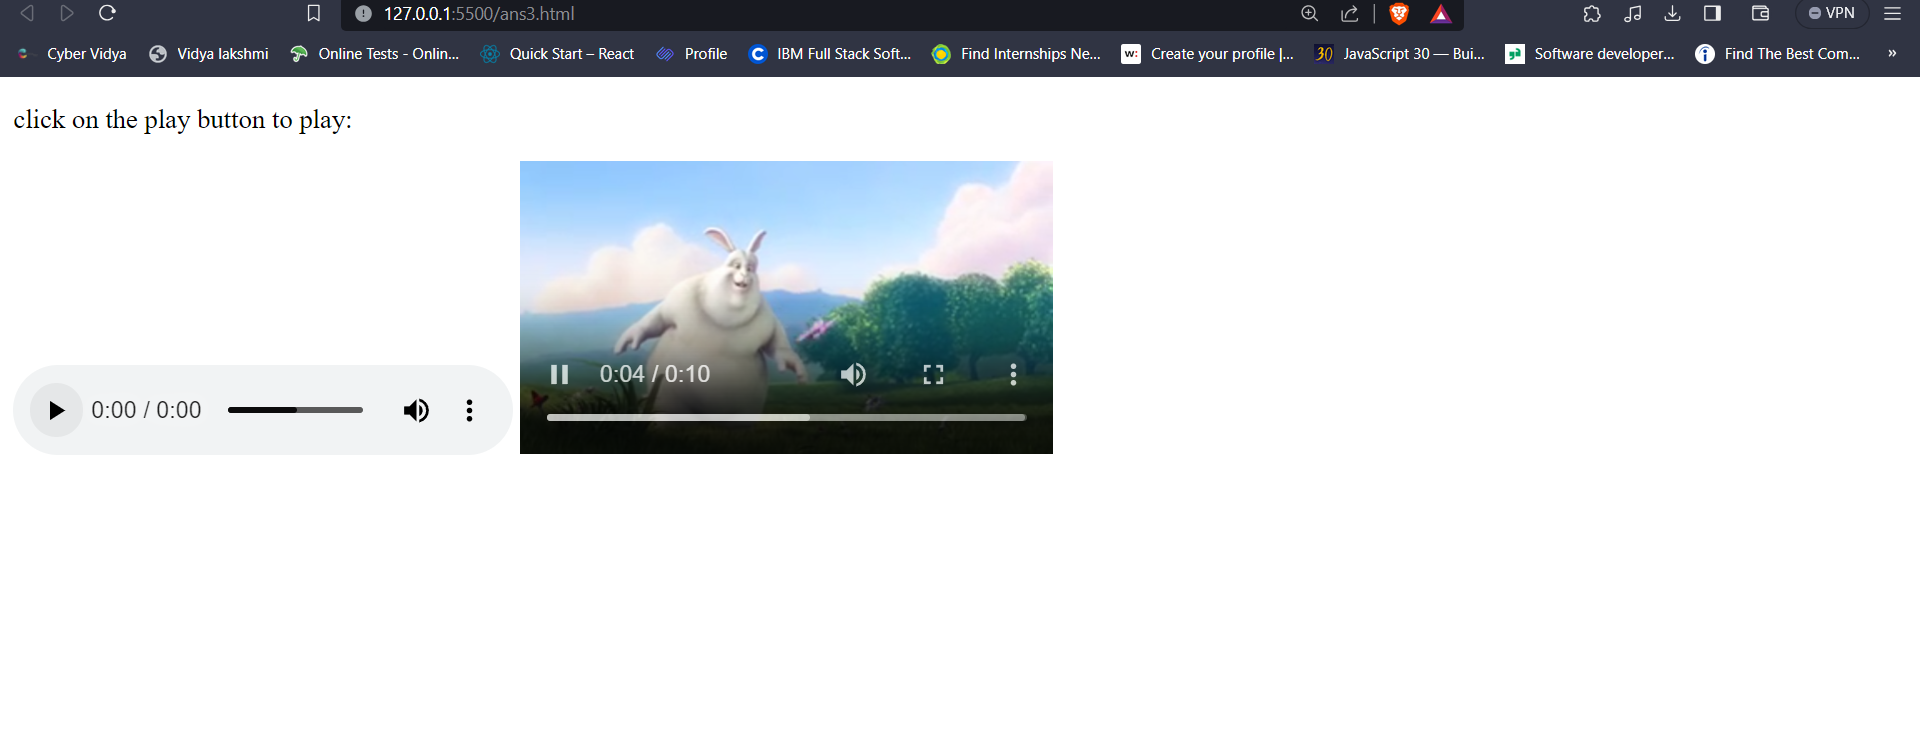 127.0.0.1:5500/ans3.html
VPN
Cyber Vidya
Vidya lakshmi
Online Tests - Onlin...
Quick Start – React
Profile
C
IBM Full Stack Soft...
Find Internships Ne...
w:
Create your profile |...
30
JavaScript 30 — Bui...
Software developer...
Find The Best Com...
»
click on the play button to play:
0:04 / 0:10
0:00 / 0:00